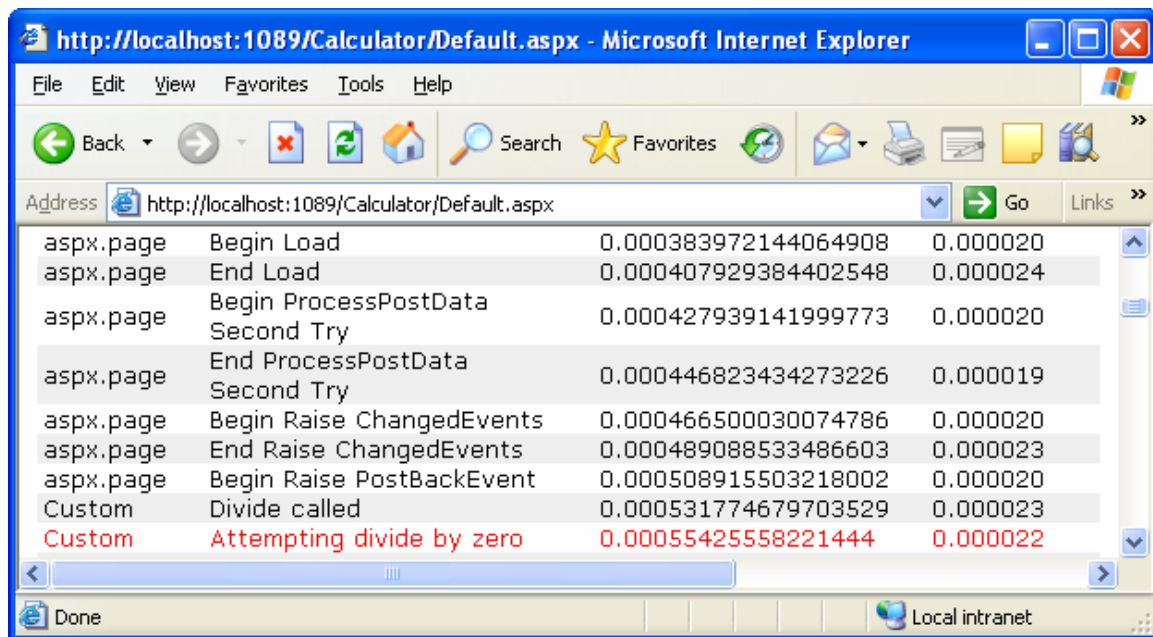 http://localhost:1089/Calculator/Default.aspx - Microsoft Internet Explorer
File Edit View Favorites Tools Help
Back Search Favorites »
Address http://localhost:1089/Calculator/Default.aspx Go Links »
aspx.page Begin Load 0.000383972144064908 0.000020
aspx.page End Load 0.000407929384402548 0.000024
aspx.page Begin ProcessPostData
Second Try 0.000427939141999773 0.000020
aspx.page End ProcessPostData
Second Try 0.000446823434273226 0.000019
aspx.page Begin Raise ChangedEvents 0.000466500030074786 0.000020
aspx.page End Raise ChangedEvents 0.000489088533486603 0.000023
aspx.page Begin Raise PostBackEvent 0.000508915503218002 0.000020
Custom Divide called 0.000531774679703529 0.000023
Custom Attempting divide by zero 0.00055425558221444 0.000022
Done Local intranet